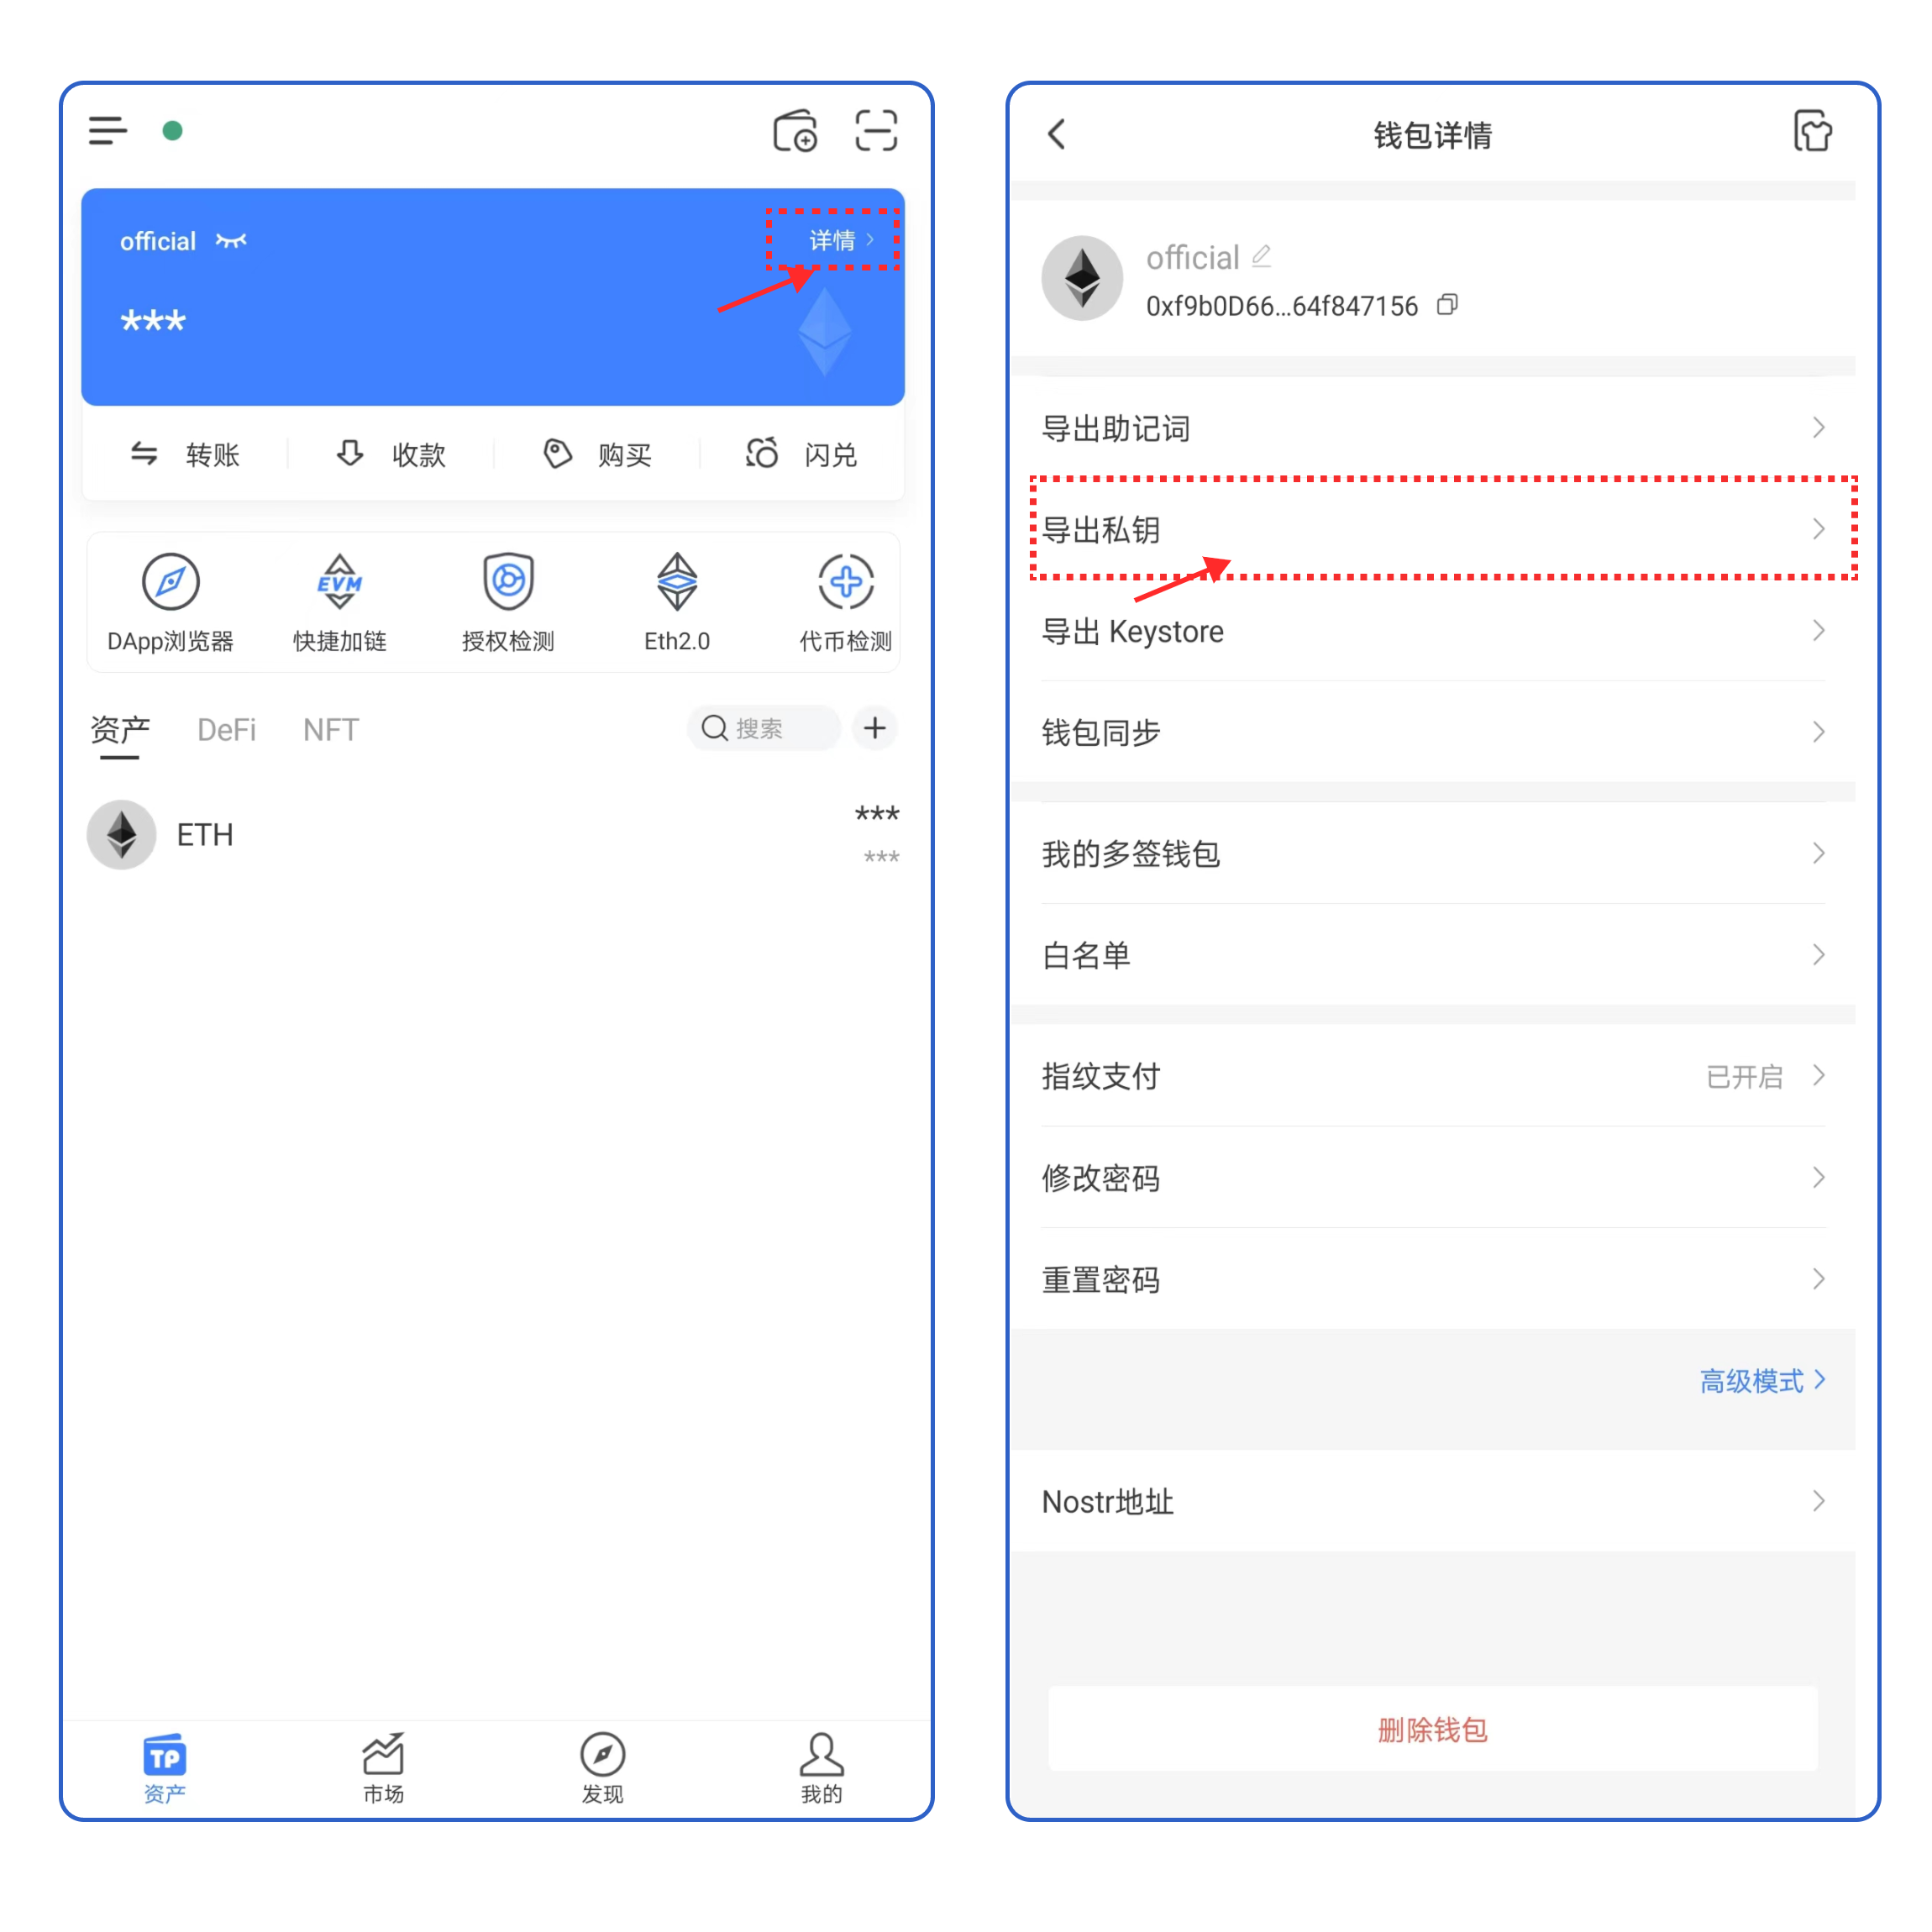 official
详情
***
转账
收款
购买
闪兑
EVM
DApp浏览器
快捷加链
授权检测
Eth2.0
代币检测
资产
DeFi
NFT
搜索
ETH
***
***
TP
资产
市场
发现
我的
钱包详情
official
0xf9b0D66...64f847156
导出助记词
导出私钥
导出 Keystore
钱包同步
我的多签钱包
白名单
指纹支付
已开启
修改密码
重置密码
高级模式
Nostr地址
删除钱包